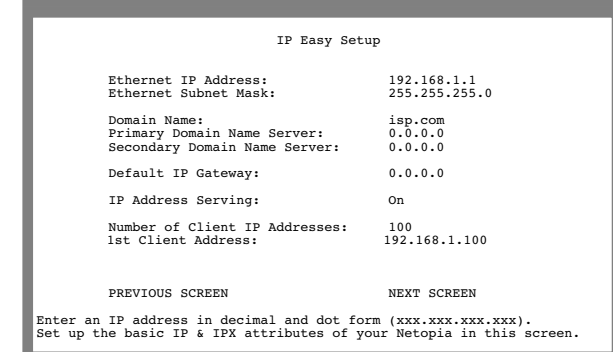 IP Easy Setup
Ethernet IP Address: 192.168.1.1
Ethernet Subnet Mask: 255.255.255.0
Domain Name: isp.com
Primary Domain Name Server: 0.0.0.0
Secondary Domain Name Server: 0.0.0.0
Default IP Gateway: 0.0.0.0
IP Address Serving: On
Number of Client IP Addresses: 100
1st Client Address: 192.168.1.100
PREVIOUS SCREEN NEXT SCREEN
Enter an IP address in decimal and dot form (xxx.xxx.xxx.xxx).
Set up the basic IP & IPX attributes of your Netopia in this screen.